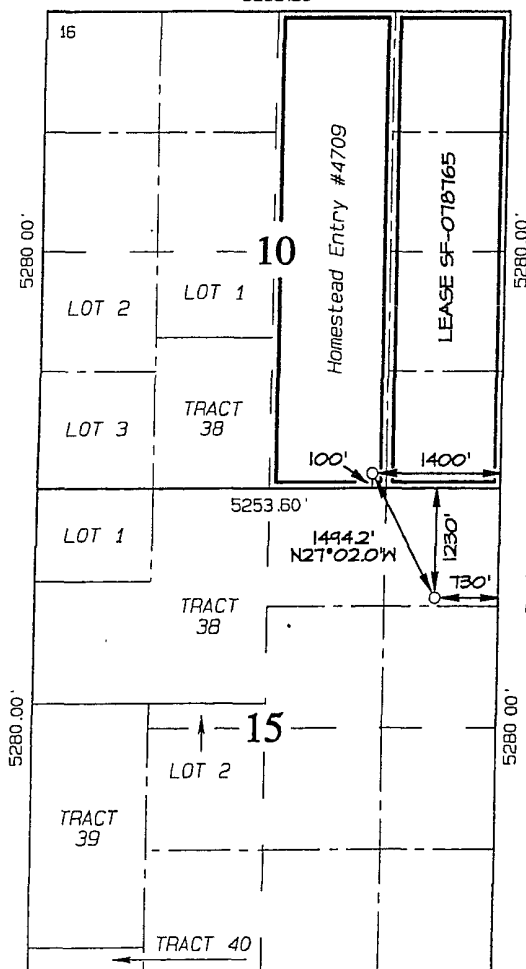 16
5280.00'
10
5280.00'
Homestead Entry #4709
LEASE SF-078765
LOT 2
LOT 1
LOT 3
TRACT
38
100'
1400'
5253.60'
LOT 1
1494.2'
N27°02.0'W
1230'
730'
TRACT
38
5280.00'
15
5280.00'
LOT 2
TRACT
39
TRACT 40